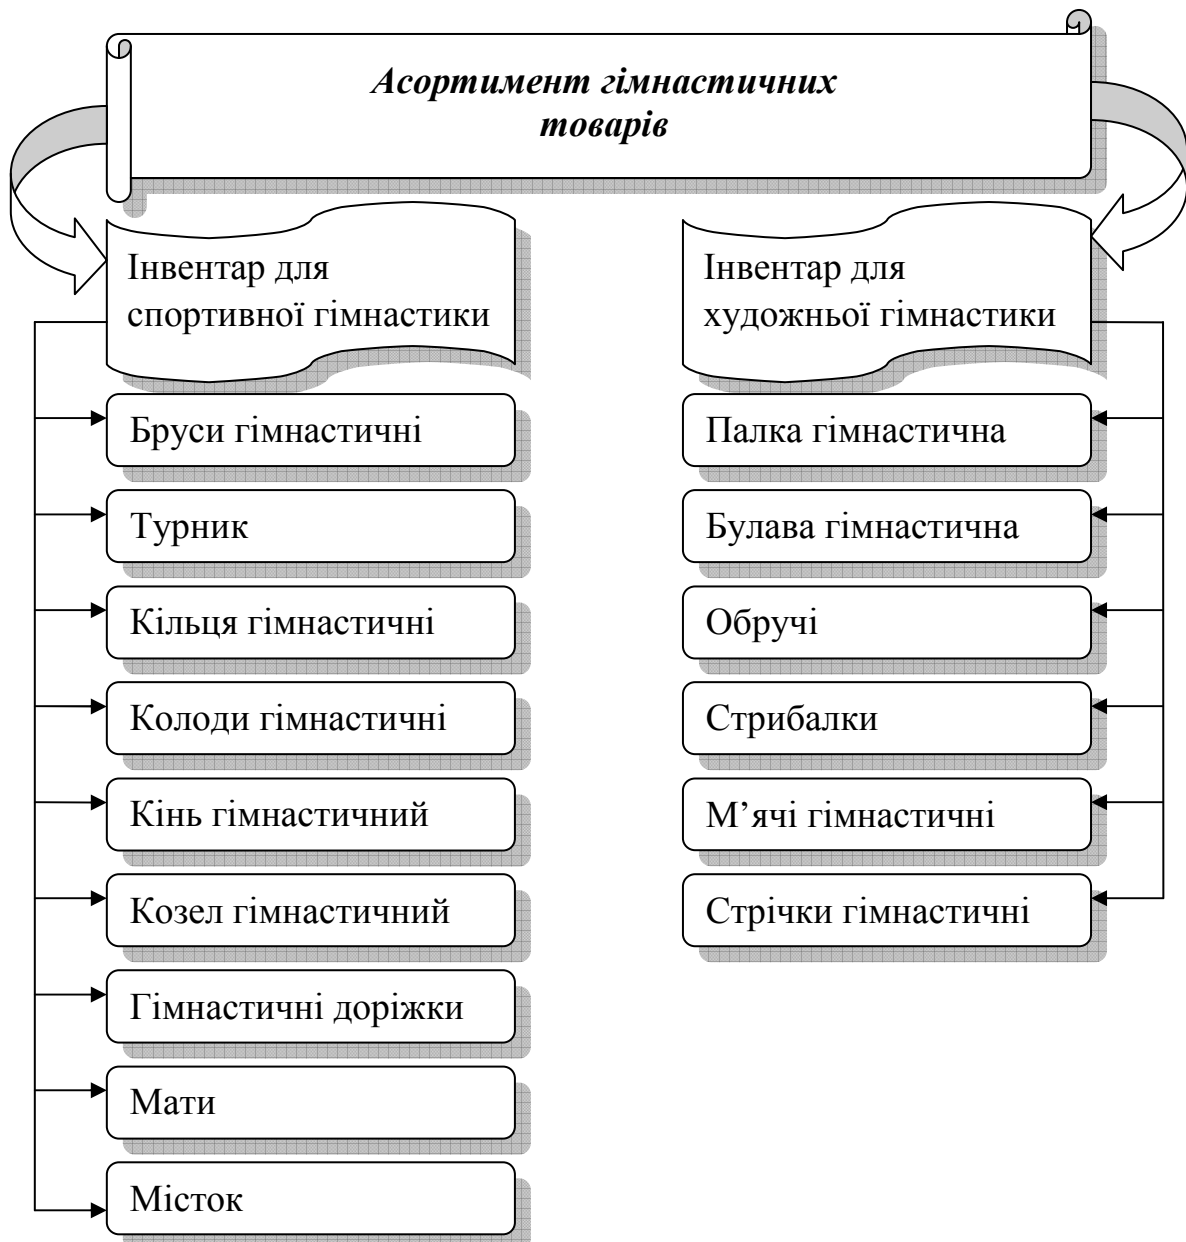 Асортимент гімнастичних
товарів
Інвентар для
спортивної гімнастики
Бруси гімнастичні
Турник
Кільця гімнастичні
Колоди гімнастичні
Кінь гімнастичний
Козел гімнастичний
Гімнастичні доріжки
Мати
Місток
Інвентар для
художньої гімнастики
Палка гімнастична
Булава гімнастична
Обручі
Стрибалки
М’ячі гімнастичні
Стрічки гімнастичні